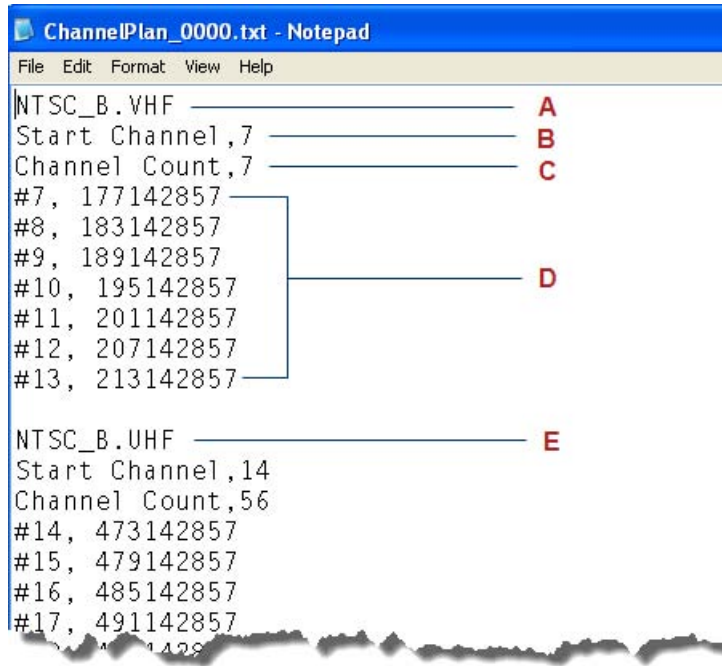 ChannelPlan_0000.txt - Notepad
File Edit Format View Help
NTSC_B.VHF A
Start Channel,7 B
Channel Count,7 C
#7, 177142857
#8, 183142857
#9, 189142857
#10, 195142857 D
#11, 201142857
#12, 207142857
#13, 213142857
NTSC_B.UHF E
Start Channel,14
Channel Count,56
#14, 473142857
#15, 479142857
#16, 485142857
#17, 491142857